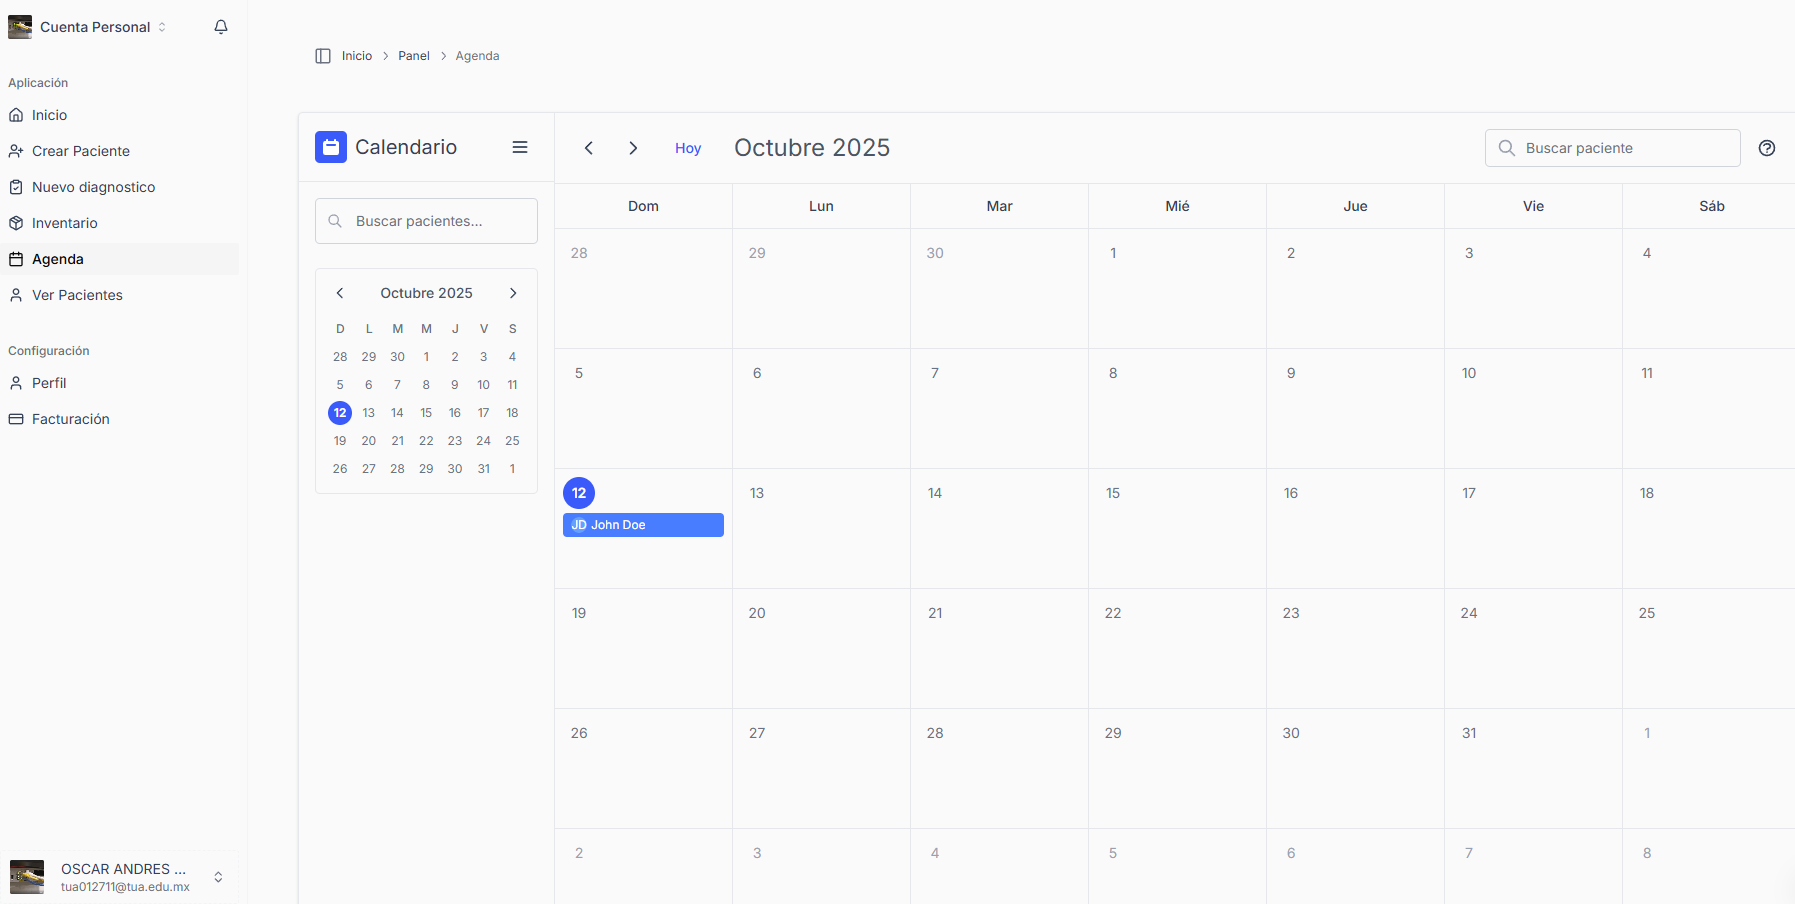 Cuenta Personal
Aplicación
Inicio
Crear Paciente
Nuevo diagnostico
Inventario
Agenda
Ver Pacientes
Configuración
Perfil
Facturación
OSCAR ANDRES ...
tua012711@tua.edu.mx
Inicio > Panel > Agenda
Calendario
Buscar pacientes...
Octubre 2025
D L M M J V S
28 29 30 1 2 3 4
5 6 7 8 9 10 11
12 13 14 15 16 17 18
19 20 21 22 23 24 25
26 27 28 29 30 31 1
Hoy Octubre 2025
Buscar paciente
Dom Lun Mar Mié Jue Vie Sáb
28 29 30 1 2 3 4
5 6 7 8 9 10 11
12 13 14 15 16 17 18
JD John Doe
19 20 21 22 23 24 25
26 27 28 29 30 31 1
2 3 4 5 6 7 8